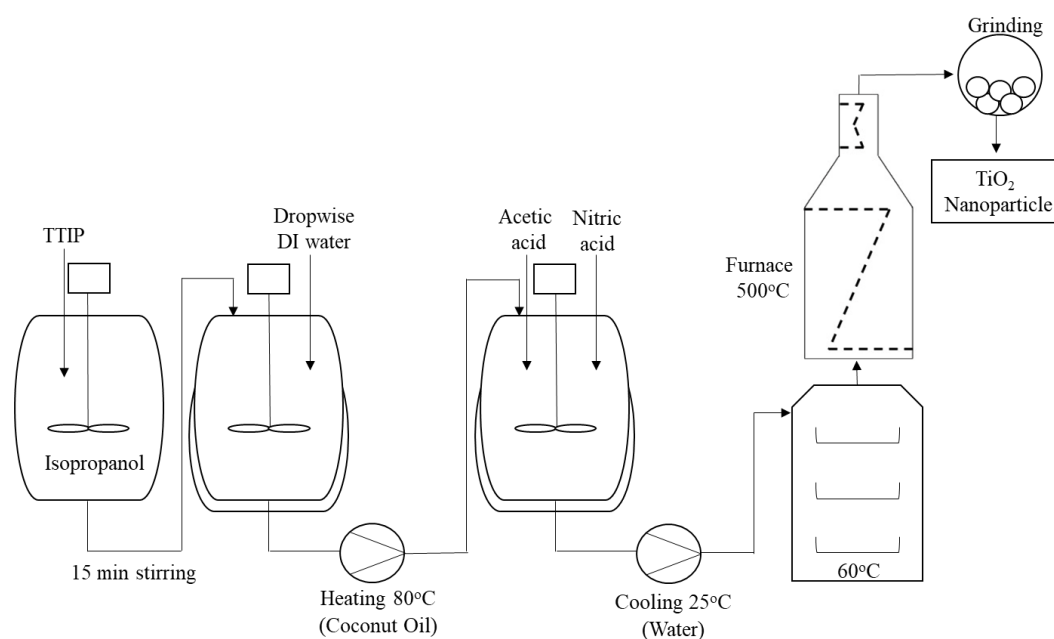 TTIP
Isopropanol
15 min stirring
Dropwise
DI water
Heating 80°C
(Coconut Oil)
Acetic
acid
Nitric
acid
Cooling 25°C
(Water)
60°C
Furnace
500°C
Grinding
TiO₂
Nanoparticle